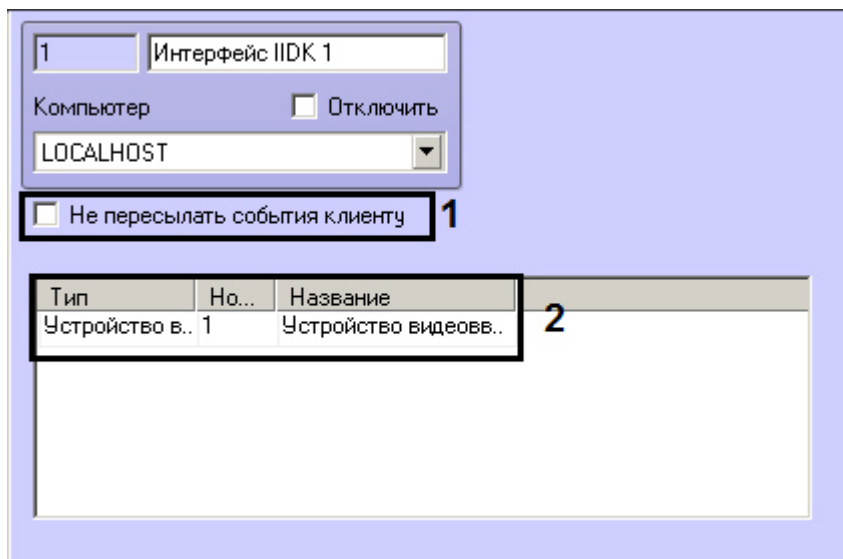 1 Интерфейс IIDK 1
Компьютер Отключить
LOCALHOST
Не пересылать события клиенту 1
Тип Но... Название
Устройство в.. 1 Устройство видеовв.. 2